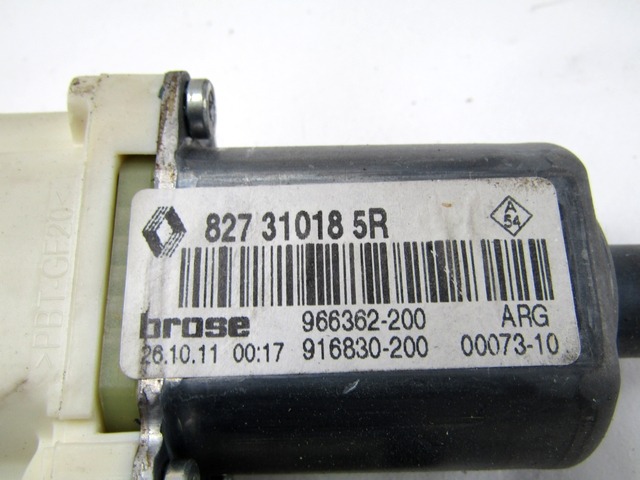 827 31018 5R
A
54
brose 966362-200 ARG
26.10.11 00:17 916830-200 00073-10
>PBT-GF20<